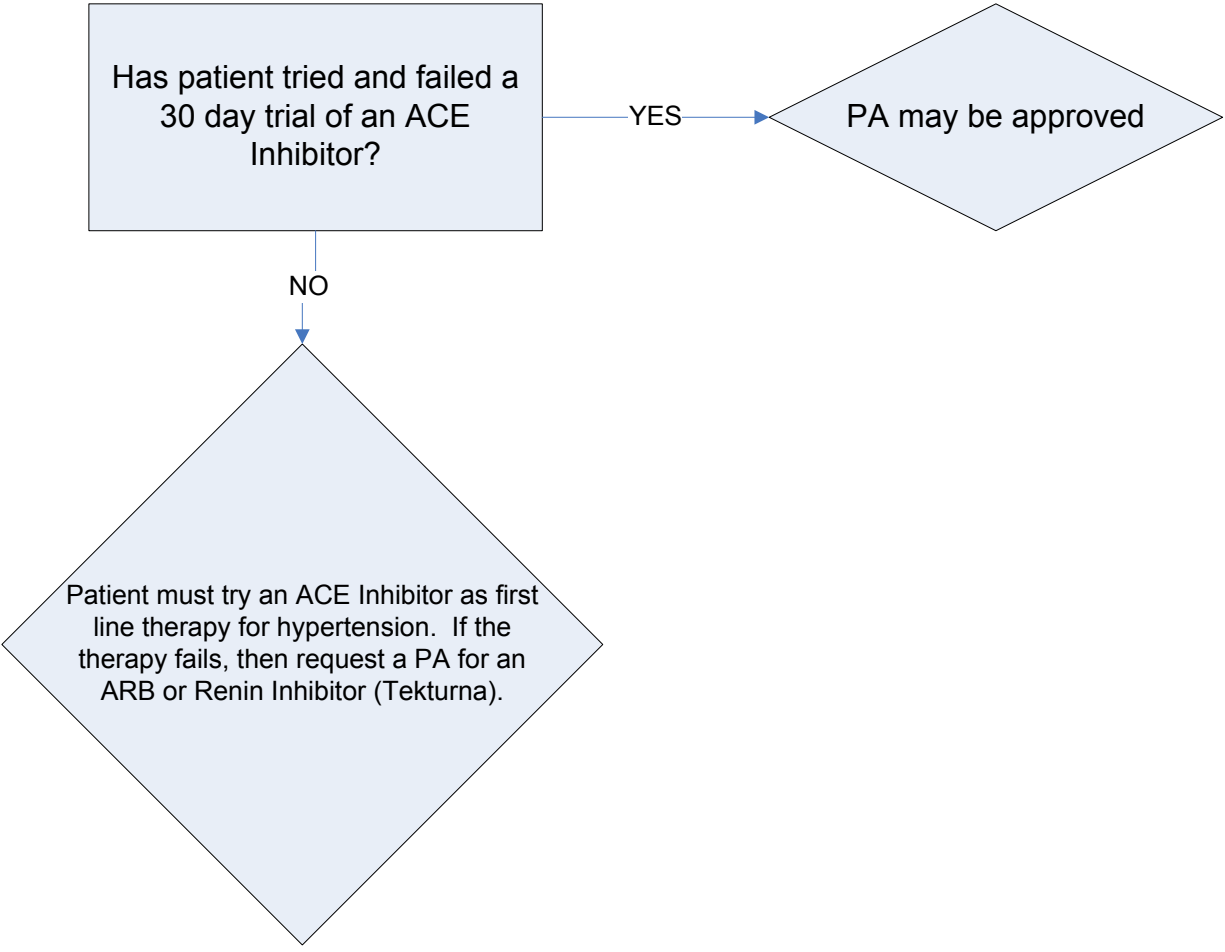 Has patient tried and failed a
30 day trial of an ACE
Inhibitor?
YES
PA may be approved
NO
Patient must try an ACE Inhibitor as first
line therapy for hypertension.  If the
therapy fails, then request a PA for an
ARB or Renin Inhibitor (Tekturna).